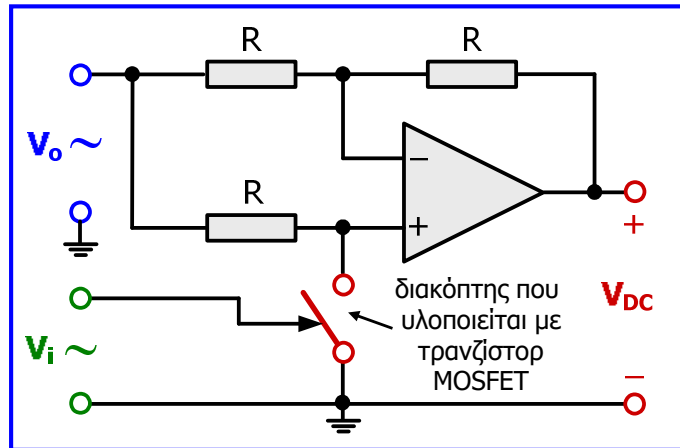 R
R
Vo ~
−
R
+
+
διακόπτης που
υλοποιείται με
τρανζίστορ
MOSFET
VDC
Vi ~
−